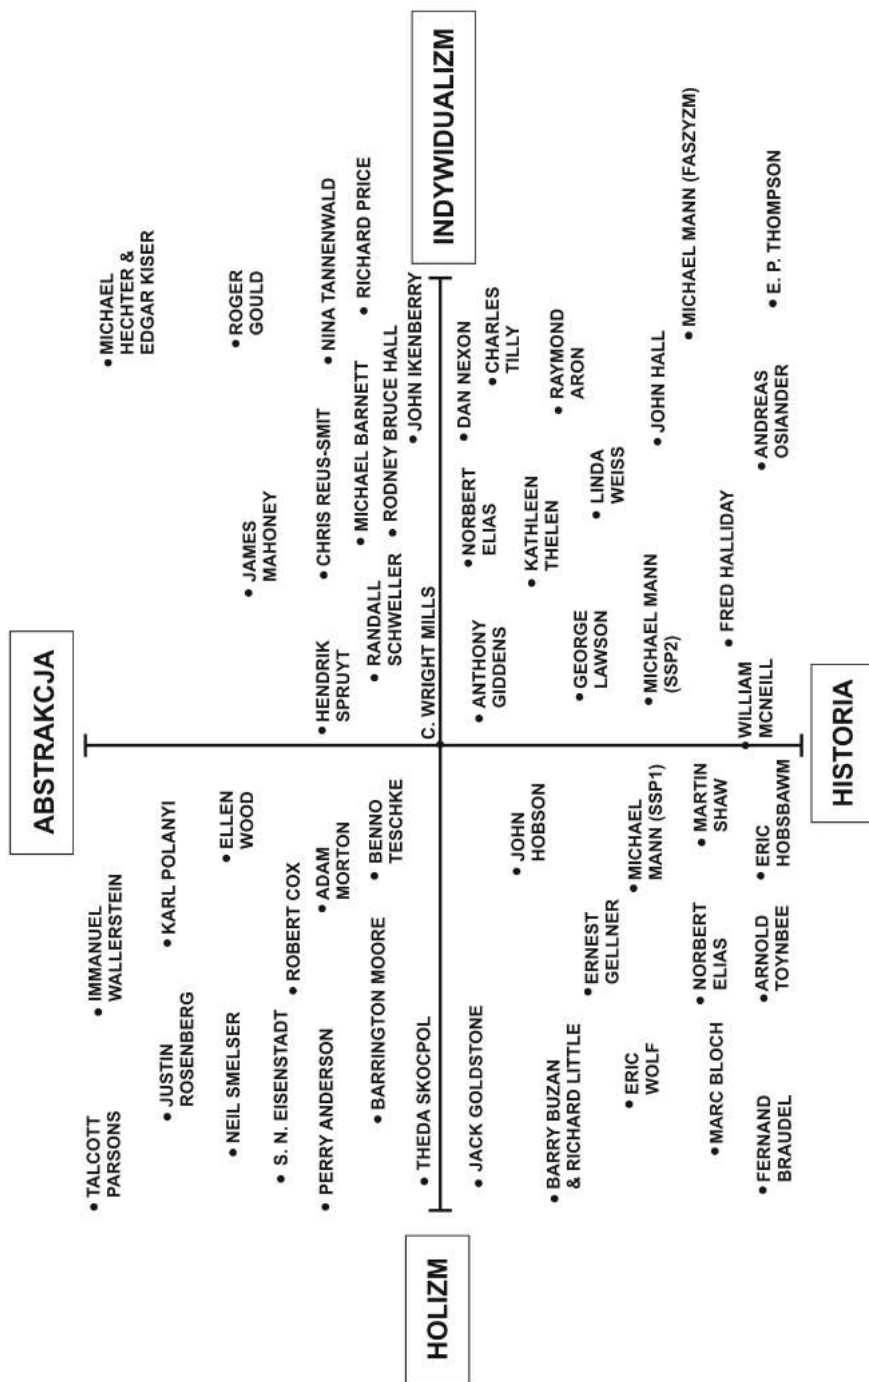 ABSTRAKCJA
TALCOTT
PARSONS
IMMANUEL
WALLERSTEIN
MICHAEL
HECHTER &
EDGAR KISER
JUSTIN
ROSENBERG
KARL POLANYI
NEIL SMELSER
ELLEN
WOOD
JAMES
MAHONEY
ROGER
GOULD
S. N. EISENSTADT
ROBERT COX
PERRY ANDERSON
ADAM
MORTON
HENDRIK
SPRUYT
CHRIS REUS-SMIT
NINA TANNENWALD
BARRINGTON MOORE
BENNO
TESCHKE
RANDALL
SCHWELLER
MICHAEL BARNETT
RICHARD PRICE
RODNEY BRUCE HALL
THEDA SKOCPOL
C. WRIGHT MILLS
JOHN IKENBERRY
HOLIZM
INDYWIDUALIZM
JACK GOLDSTONE
ANTHONY
GIDDENS
NORBERT
ELIAS
DAN NEXON
CHARLES
TILLY
JOHN
HOBSON
KATHLEEN
THELEN
RAYMOND
ARON
BARRY BUZAN
& RICHARD LITTLE
ERNEST
GELLNER
GEORGE
LAWSON
LINDA
WEISS
ERIC
WOLF
MICHAEL
MANN (SSP1)
MICHAEL MANN
(SSP2)
JOHN HALL
MICHAEL MANN (FASZYZM)
MARC BLOCH
NORBERT
ELIAS
MARTIN
SHAW
FRED HALLIDAY
FERNAND
BRAUDEL
ARNOLD
TOYNBEE
ERIC
HOBSBAWM
WILLIAM
MCNEILL
ANDREAS
OSIANDER
E. P. THOMPSON
HISTORIA